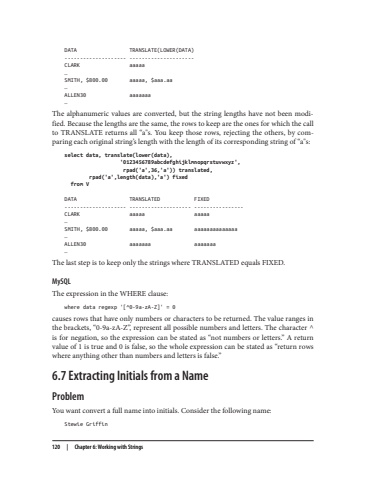 DATA TRANSLATE(LOWER(DATA)
-------------------- ---------------------
CLARK aaaaa
…
SMITH, $800.00 aaaaa, $aaa.aa
…
ALLEN30 aaaaaaa
…
The alphanumeric values are converted, but the string lengths have not been modi-
fied. Because the lengths are the same, the rows to keep are the ones for which the call
to TRANSLATE returns all "a"s. You keep those rows, rejecting the others, by com-
paring each original string's length with the length of its corresponding string of "a"s:
select data, translate(lower(data),
'0123456789abcdefghijklmnopqrstuvwxyz',
rpad('a',36,'a')) translated,
rpad('a',length(data),'a') fixed
from V
DATA TRANSLATED FIXED
-------------------- -------------------- ----------------
CLARK aaaaa aaaaa
…
SMITH, $800.00 aaaaa, $aaa.aa aaaaaaaaaaaaaa
…
ALLEN30 aaaaaaa aaaaaaa
…
The last step is to keep only the strings where TRANSLATED equals FIXED.
MySQL
The expression in the WHERE clause:
where data regexp '[^0-9a-zA-Z]' = 0
causes rows that have only numbers or characters to be returned. The value ranges in
the brackets, "0-9a-zA-Z", represent all possible numbers and letters. The character ^
is for negation, so the expression can be stated as "not numbers or letters." A return
value of 1 is true and 0 is false, so the whole expression can be stated as "return rows
where anything other than numbers and letters is false."
6.7 Extracting Initials from a Name
Problem
You want convert a full name into initials. Consider the following name:
Stewie Griffin
120 | Chapter 6: Working with Strings